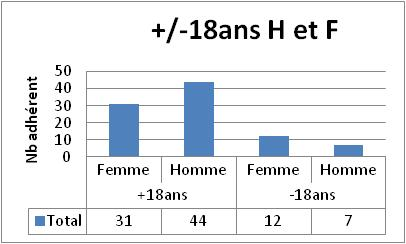 +/-18ans H et F
Nb adhérent
50
40
30
20
10
0
Femme Homme Femme Homme
+18ans -18ans
Total 31 44 12 7